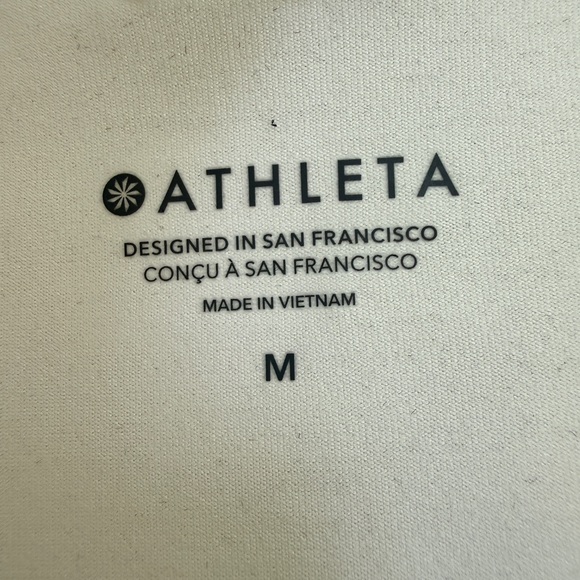 ATHLETA
DESIGNED IN SAN FRANCISCO
CONÇU À SAN FRANCISCO
MADE IN VIETNAM
M